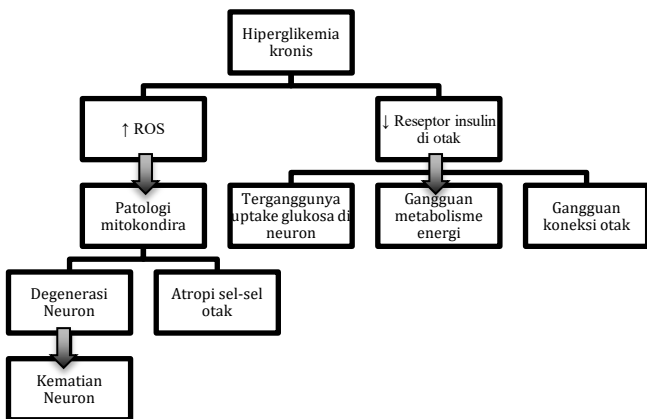 Hiperglikemia
kronis
↑ ROS
↓ Reseptor insulin
di otak
Patologi
mitokondira
Terganggunya
uptake glukosa di
neuron
Gangguan
metabolisme
energi
Gangguan
koneksi otak
Degenerasi
Neuron
Atropi sel-sel
otak
Kematian
Neuron